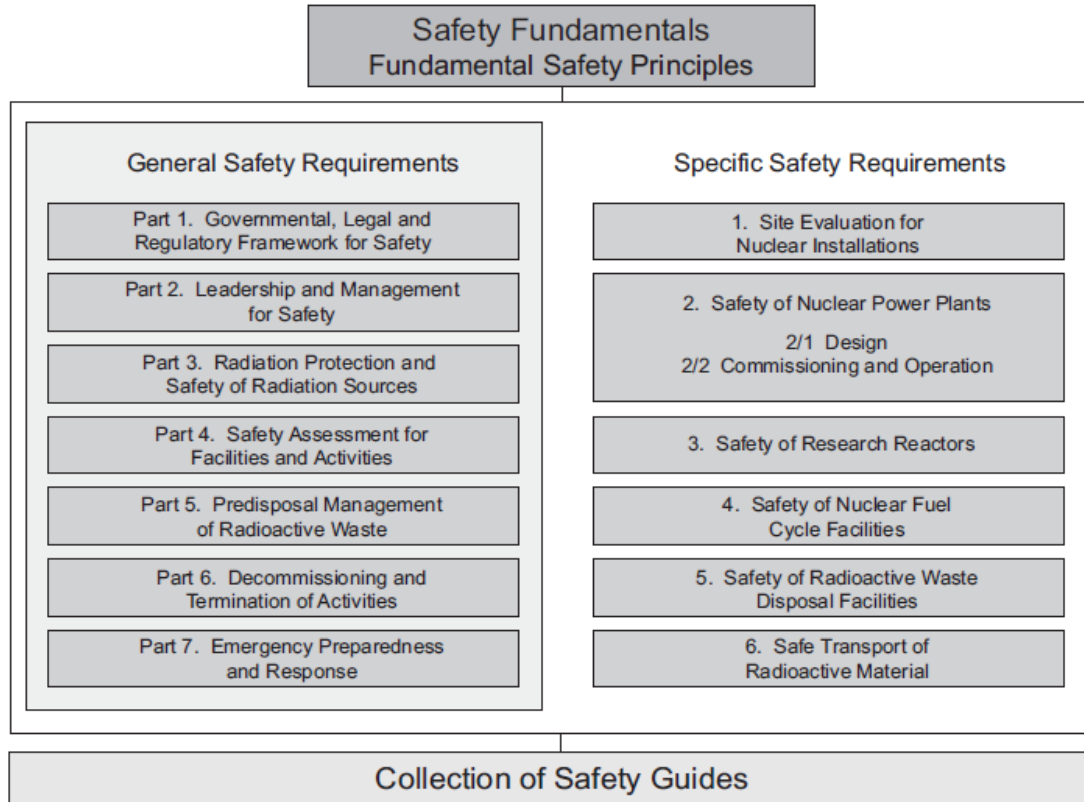 Safety Fundamentals
Fundamental Safety Principles
General Safety Requirements
Part 1. Governmental, Legal and
Regulatory Framework for Safety
Part 2. Leadership and Management
for Safety
Part 3. Radiation Protection and
Safety of Radiation Sources
Part 4. Safety Assessment for
Facilities and Activities
Part 5. Predisposal Management
of Radioactive Waste
Part 6. Decommissioning and
Termination of Activities
Part 7. Emergency Preparedness
and Response
Specific Safety Requirements
1. Site Evaluation for
Nuclear Installations
2. Safety of Nuclear Power Plants
2/1 Design
2/2 Commissioning and Operation
3. Safety of Research Reactors
4. Safety of Nuclear Fuel
Cycle Facilities
5. Safety of Radioactive Waste
Disposal Facilities
6. Safe Transport of
Radioactive Material
Collection of Safety Guides